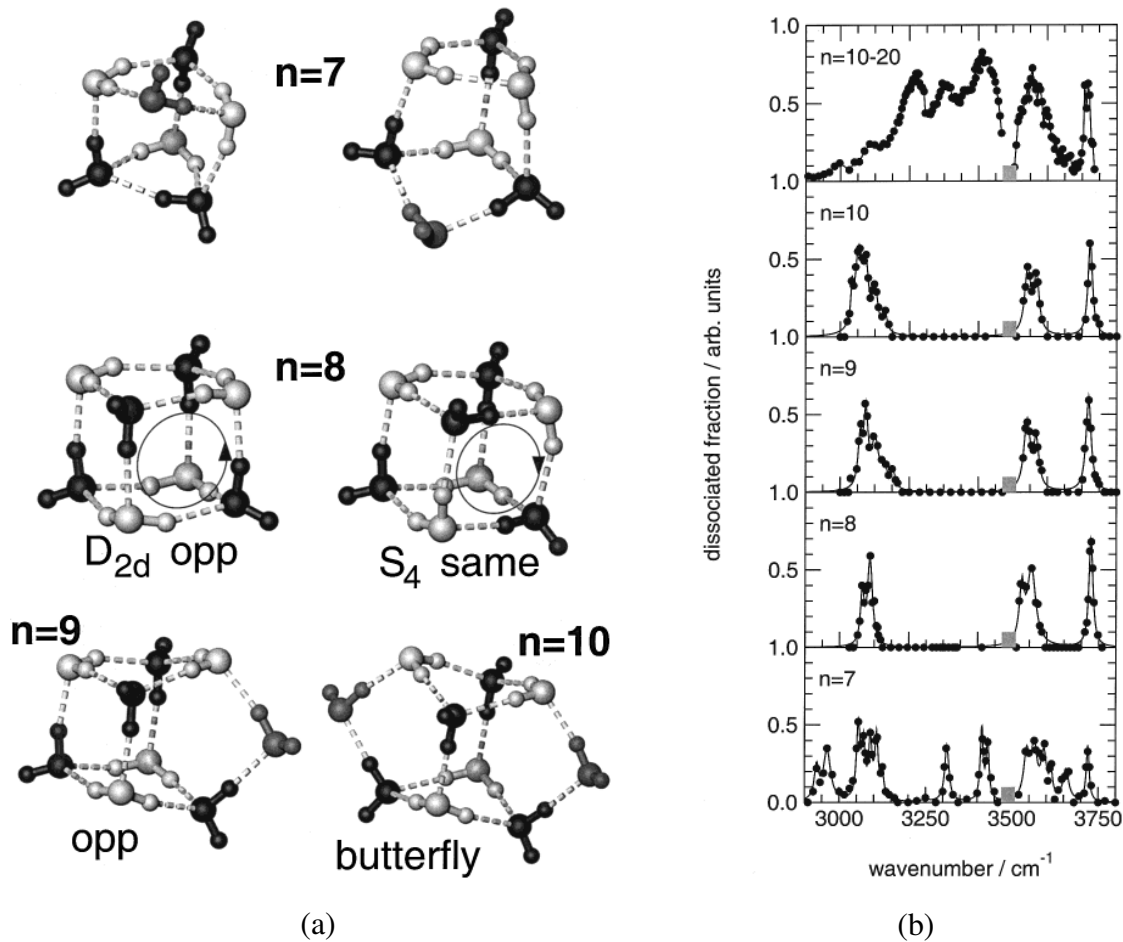 n=7
n=8
D2d opp
S4 same
n=9
n=10
opp
butterfly
(a)
dissociated fraction / arb. units
1.0
n=10-20
0.5
1.0
n=10
0.5
1.0
n=9
0.5
1.0
n=8
0.5
1.0
n=7
0.5
0.0
3000 3250 3500 3750
wavenumber / cm-1
(b)